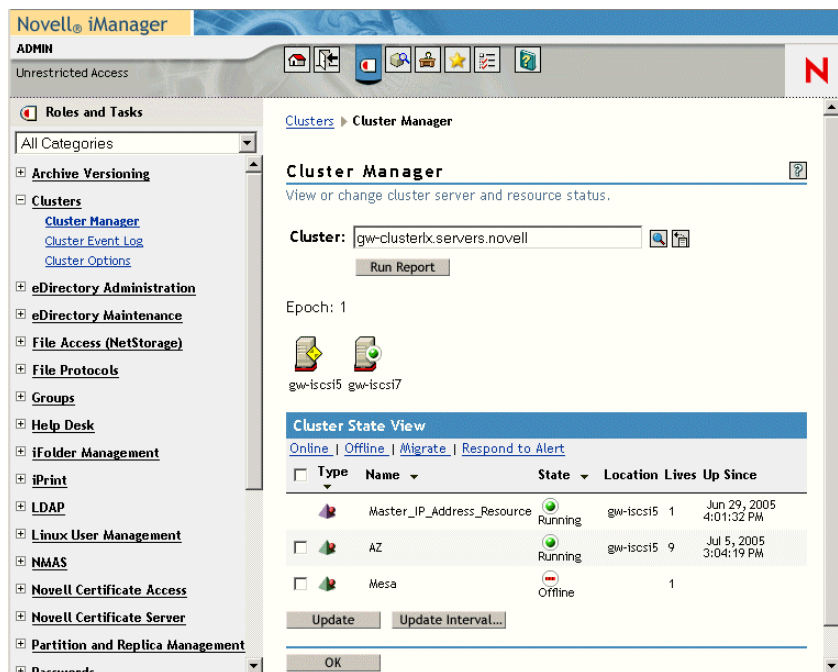 Novell® iManager
ADMIN
Unrestricted Access
N
Roles and Tasks
All Categories
Archive Versioning
Clusters
Cluster Manager
Cluster Event Log
Cluster Options
eDirectory Administration
eDirectory Maintenance
File Access (NetStorage)
File Protocols
Groups
Help Desk
iFolder Management
iPrint
LDAP
Linux User Management
NMAS
Novell Certificate Access
Novell Certificate Server
Partition and Replica Management
Passwords
Clusters Cluster Manager
Cluster Manager ?
View or change cluster server and resource status.
Cluster: gw-clusterlx.servers.novell
Run Report
Epoch: 1
gw-iscsi5 gw-iscsi7
Cluster State View
Online | Offline | Migrate | Respond to Alert
Type Name State Location Lives Up Since
Master_IP_Address_Resource Running gw-iscsi5 1 Jun 29, 2005 4:01:32 PM
AZ Running gw-iscsi5 9 Jul 5, 2005 3:04:19 PM
Mesa Offline 1
Update Update Interval...
OK